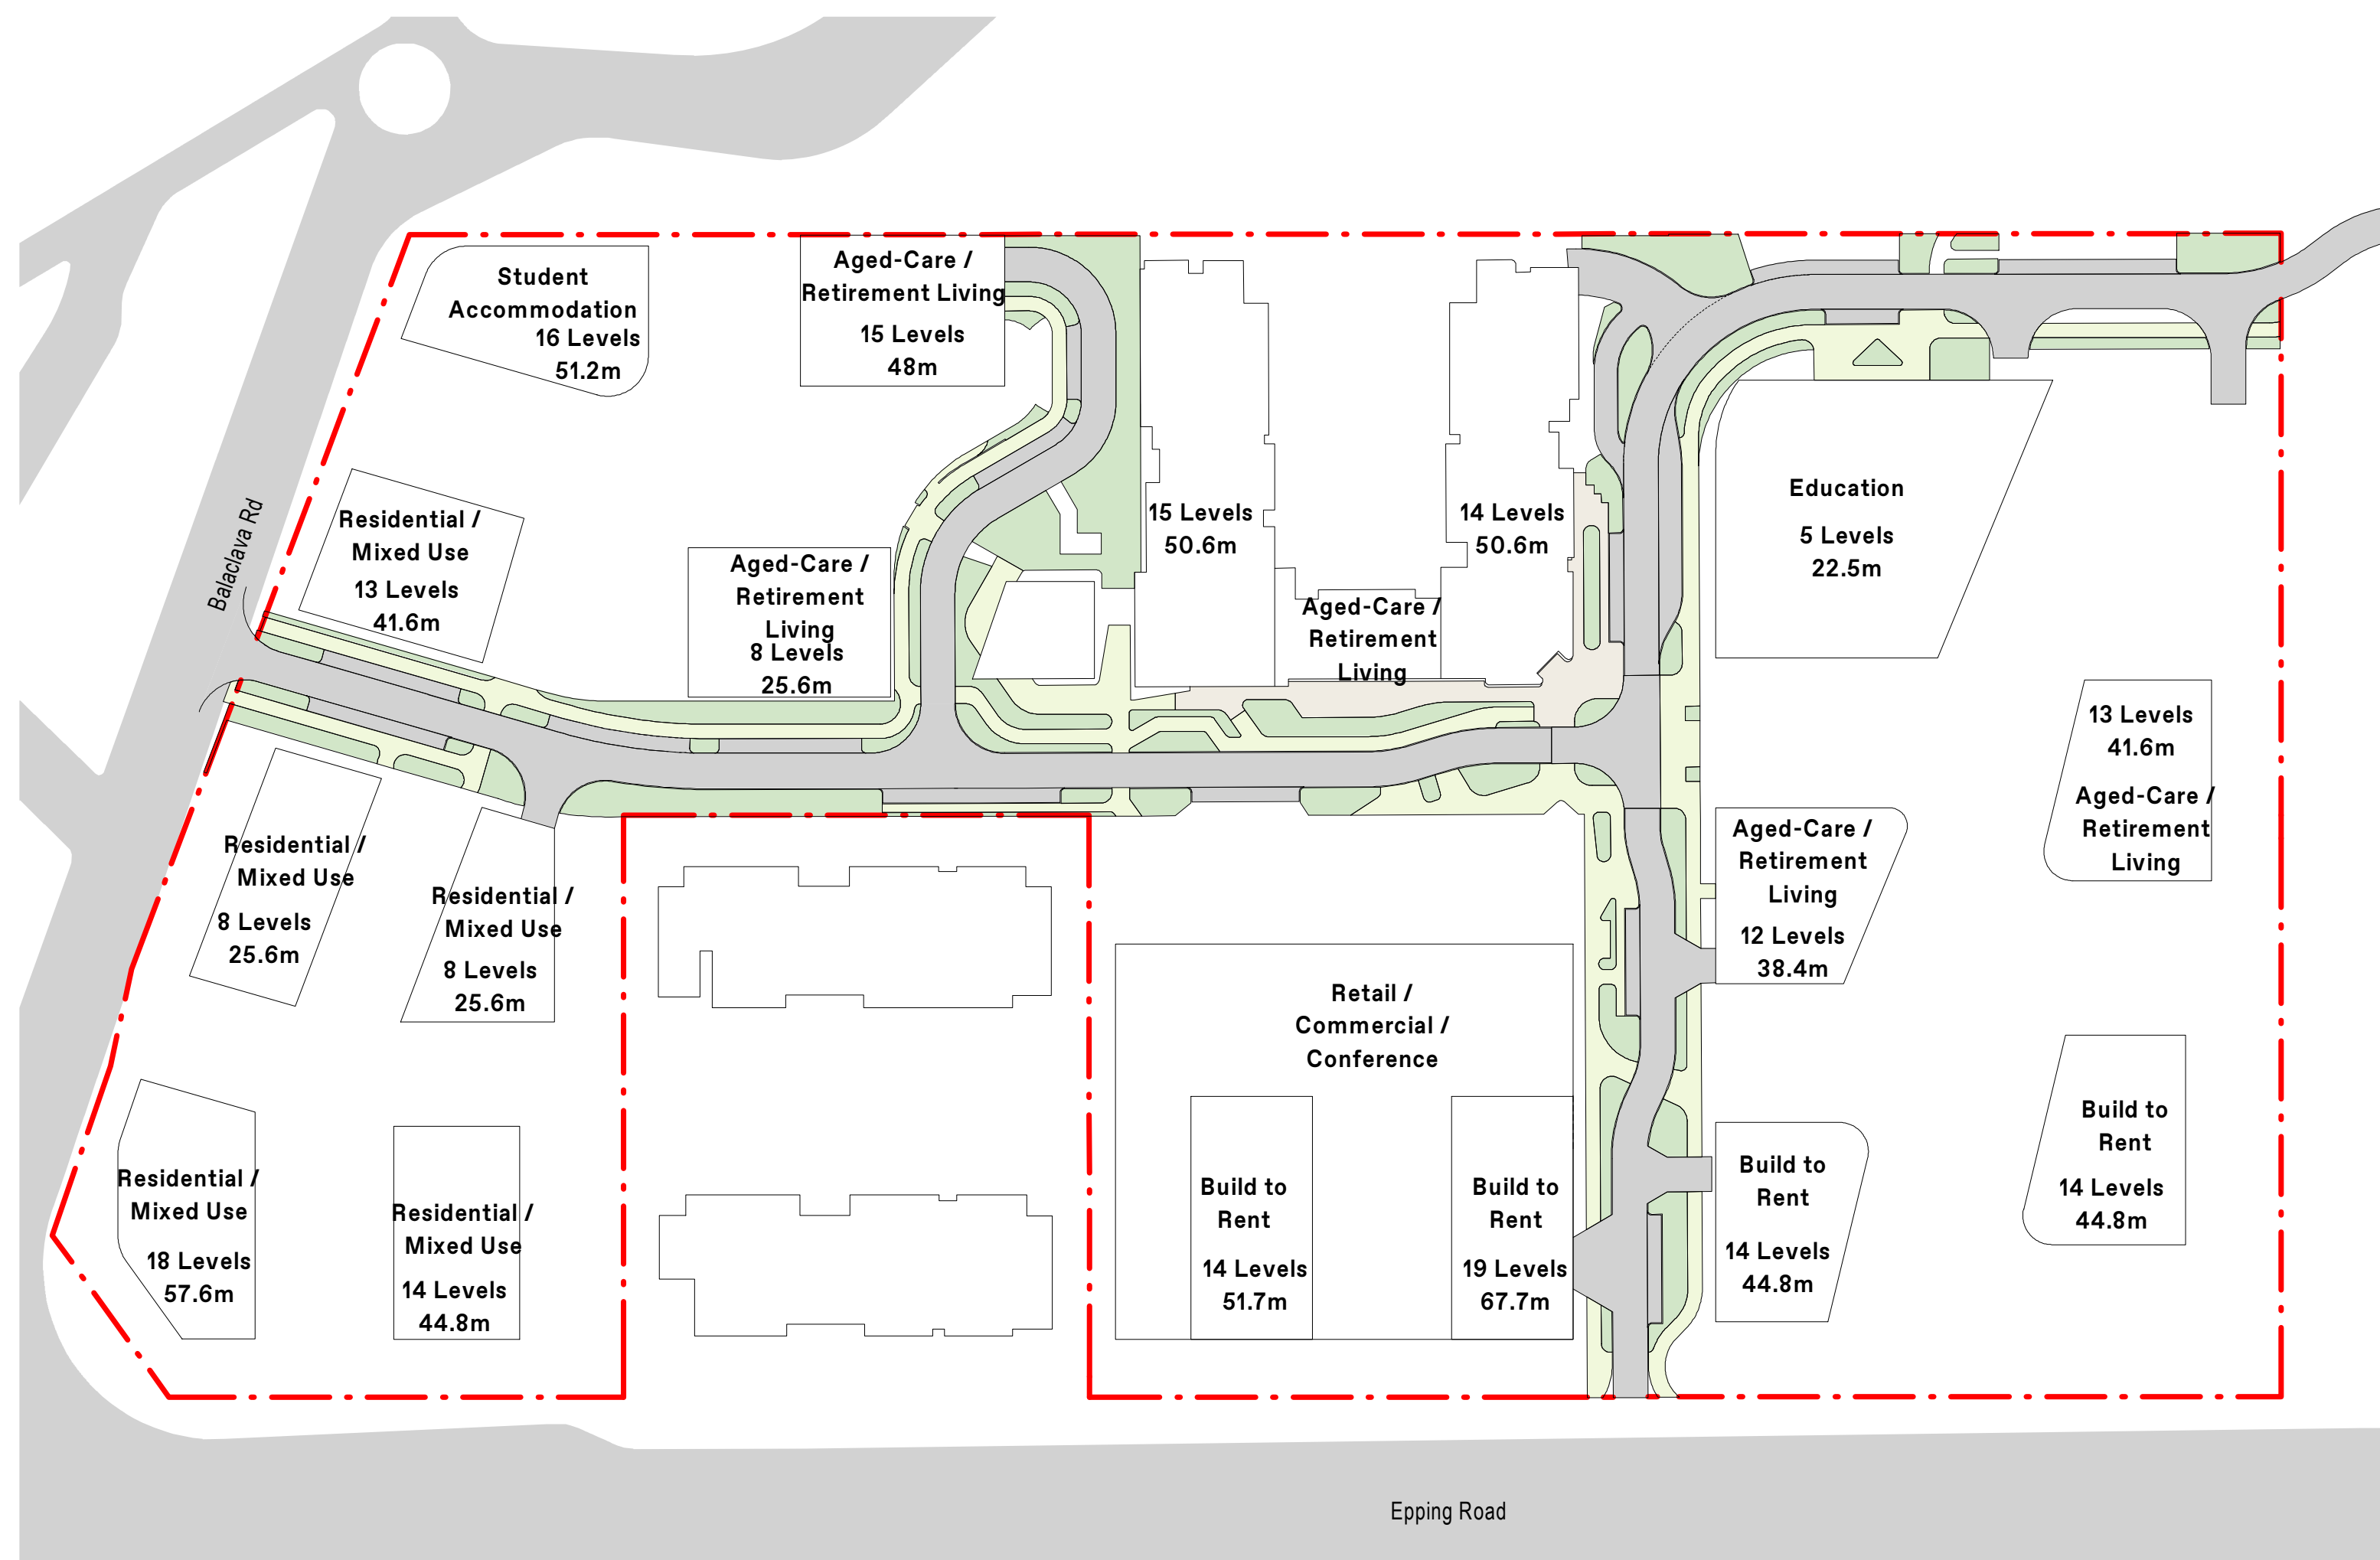 Student
Accommodation
16 Levels
51.2m
Aged-Care /
Retirement Living
15 Levels
48m
Balaclava Rd
Residential /
Mixed Use
13 Levels
41.6m
Aged-Care /
Retirement
Living
8 Levels
25.6m
15 Levels
50.6m
14 Levels
50.6m
Aged-Care /
Retirement
Living
Education
5 Levels
22.5m
13 Levels
41.6m
Aged-Care /
Retirement
Living
Residential /
Mixed Use
8 Levels
25.6m
Residential /
Mixed Use
8 Levels
25.6m
Aged-Care /
Retirement
Living
12 Levels
38.4m
Retail /
Commercial /
Conference
Residential /
Mixed Use
18 Levels
57.6m
Residential /
Mixed Use
14 Levels
44.8m
Build to
Rent
14 Levels
51.7m
Build to
Rent
19 Levels
67.7m
Build to
Rent
14 Levels
44.8m
Build to
Rent
14 Levels
44.8m
Epping Road